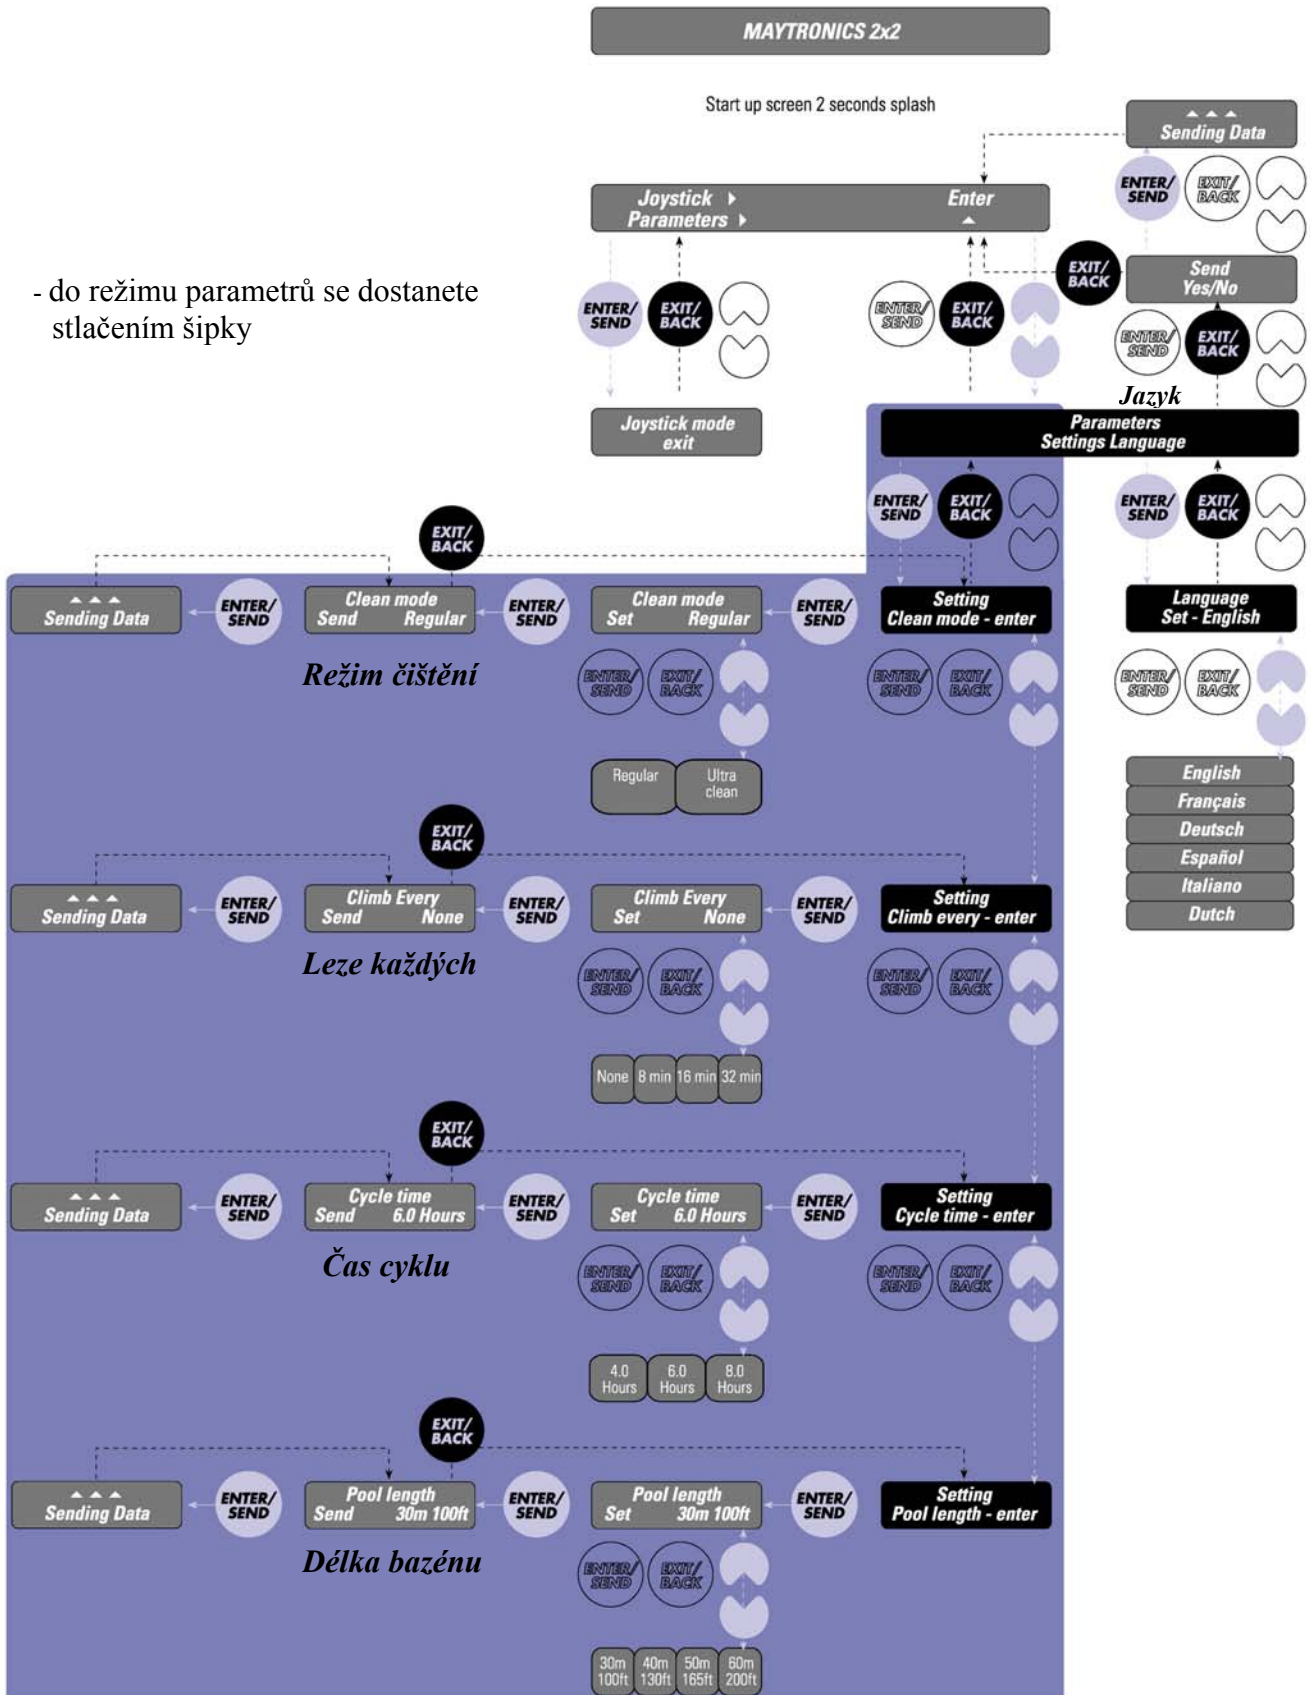 MAYTRONICS 2x2
Start up screen 2 seconds splash
Sending Data
ENTER/
SEND
EXIT/
BACK
Joystick
Parameters
Enter
EXIT/
BACK
Send
Yes/No
- do režimu parametrů se dostanete
stlačením šipky
ENTER/
SEND
EXIT/
BACK
ENTER/
SEND
EXIT/
BACK
ENTER/
SEND
EXIT/
BACK
Jazyk
Joystick mode
exit
Parameters
Settings Language
ENTER/
SEND
EXIT/
BACK
ENTER/
SEND
EXIT/
BACK
EXIT/
BACK
Sending Data
ENTER/
SEND
Clean mode
Send Regular
ENTER/
SEND
Clean mode
Set Regular
ENTER/
SEND
Setting
Clean mode - enter
Language
Set - English
Režim čištění
ENTER/
SEND
EXIT/
BACK
ENTER/
SEND
EXIT/
BACK
ENTER/
SEND
EXIT/
BACK
Regular
Ultra
clean
English
Français
Deutsch
Español
Italiano
Dutch
EXIT/
BACK
Sending Data
ENTER/
SEND
Climb Every
Send None
ENTER/
SEND
Climb Every
Set None
ENTER/
SEND
Setting
Climb every - enter
Leze každých
ENTER/
SEND
EXIT/
BACK
ENTER/
SEND
EXIT/
BACK
None 8 min 16 min 32 min
EXIT/
BACK
Sending Data
ENTER/
SEND
Cycle time
Send 6.0 Hours
ENTER/
SEND
Cycle time
Set 6.0 Hours
ENTER/
SEND
Setting
Cycle time - enter
Čas cyklu
ENTER/
SEND
EXIT/
BACK
ENTER/
SEND
EXIT/
BACK
4.0
Hours
6.0
Hours
8.0
Hours
EXIT/
BACK
Sending Data
ENTER/
SEND
Pool length
Send 30m 100ft
ENTER/
SEND
Pool length
Set 30m 100ft
ENTER/
SEND
Setting
Pool length - enter
Délka bazénu
ENTER/
SEND
EXIT/
BACK
30m
100ft
40m
130ft
50m
165ft
60m
200ft